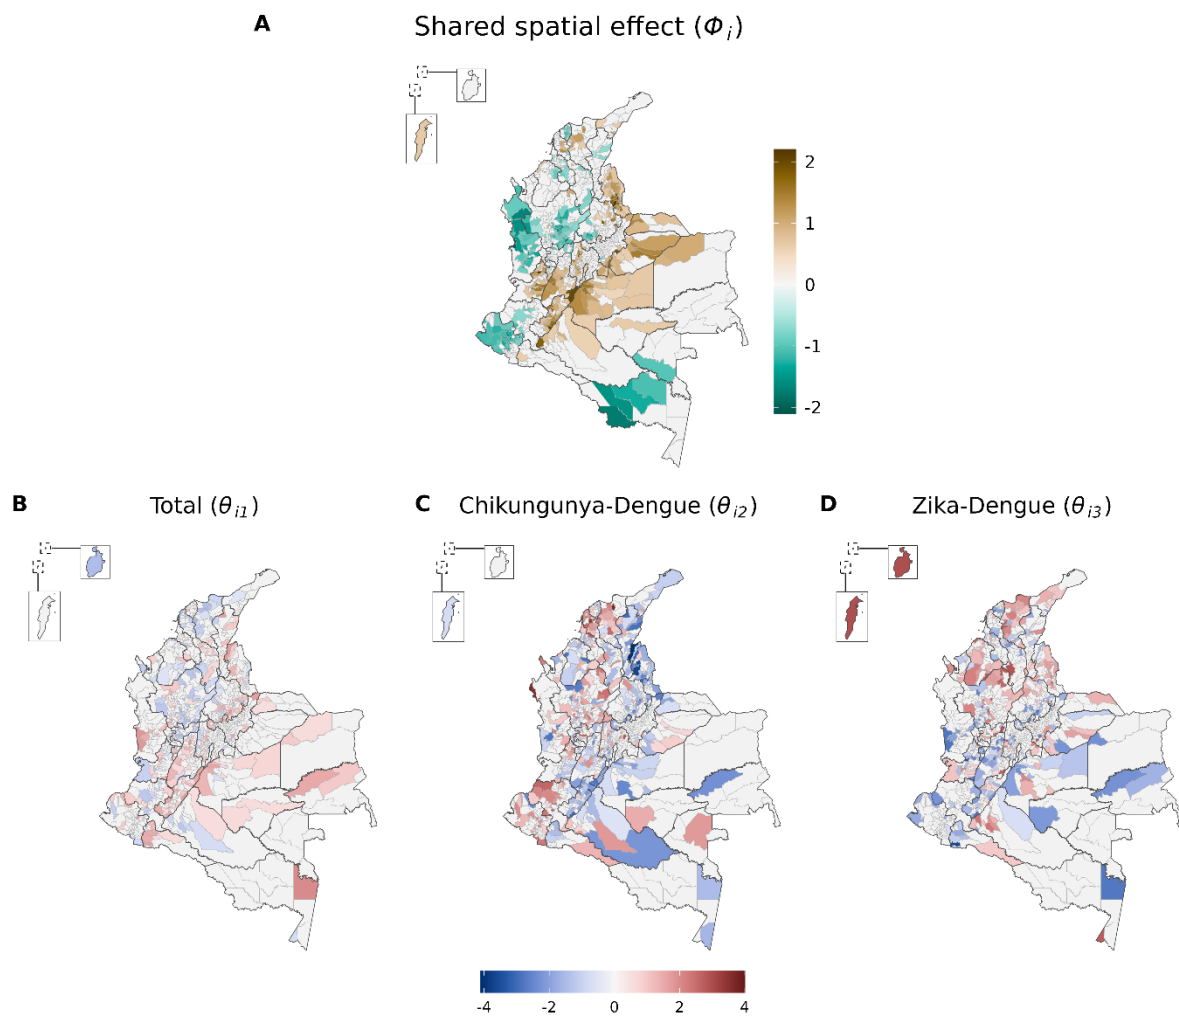 A
Shared spatial effect (Φi)
2
1
0
-1
-2
B
Total (θi1)
C
Chikungunya-Dengue (θi2)
D
Zika-Dengue (θi3)
-4
-2
0
2
4